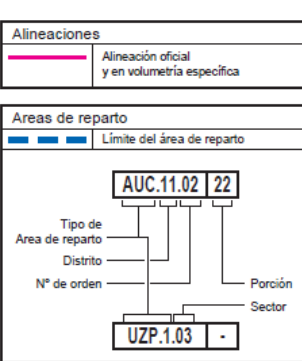 Alineaciones
Alineación oficial
y en volumetría específica
Areas de reparto
Límite del área de reparto
AUC.11.02 22
Tipo de
Area de reparto
Distrito
Nº de orden
Porción
Sector
UZP.1.03 -